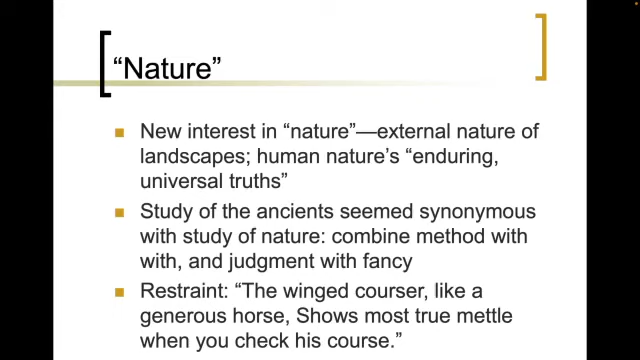 “Nature”
New interest in “nature”—external nature of
landscapes; human nature’s “enduring,
universal truths”
Study of the ancients seemed synonymous
with study of nature: combine method with
with, and judgment with fancy
Restraint: “The winged courser, like a
generous horse, Shows most true mettle
when you check his course.”